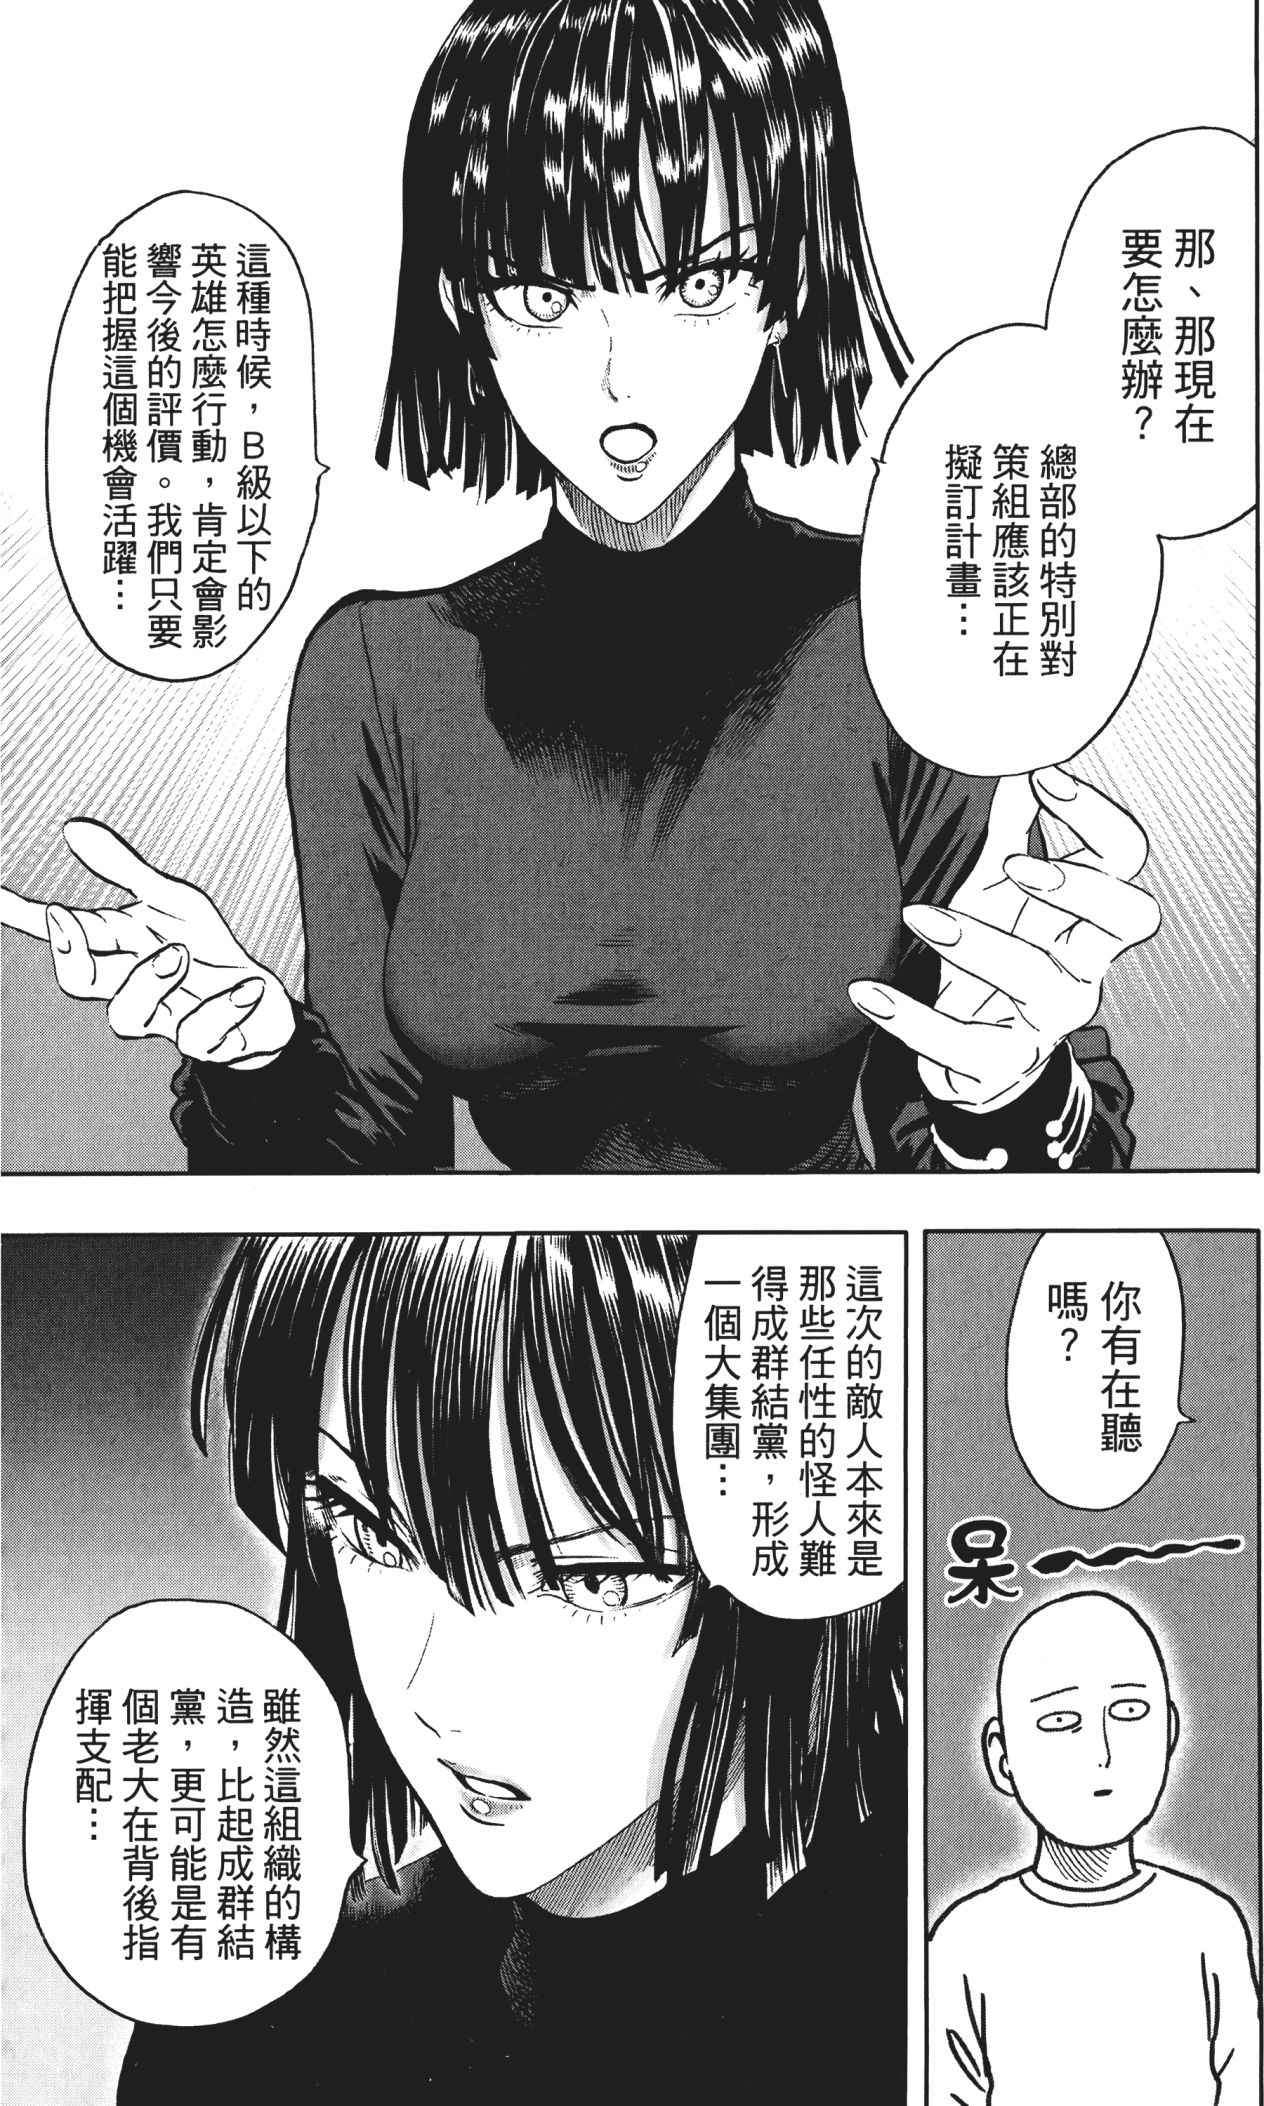 那、那現在
要怎麼辦？
總部的特別對
策組應該正在
擬訂計畫…
這種時候，B級以下的
英雄怎麼行動，肯定會影
響今後的評價。我們只要
能把握這個機會活躍…
你有在聽
嗎？
呆
這次的敵人本來是
那些任性的怪人難
得成群結黨，形成
一個大集團…
雖然這組織的構
造，比起成群結
黨，更可能是有
個老大在背後指
揮支配…